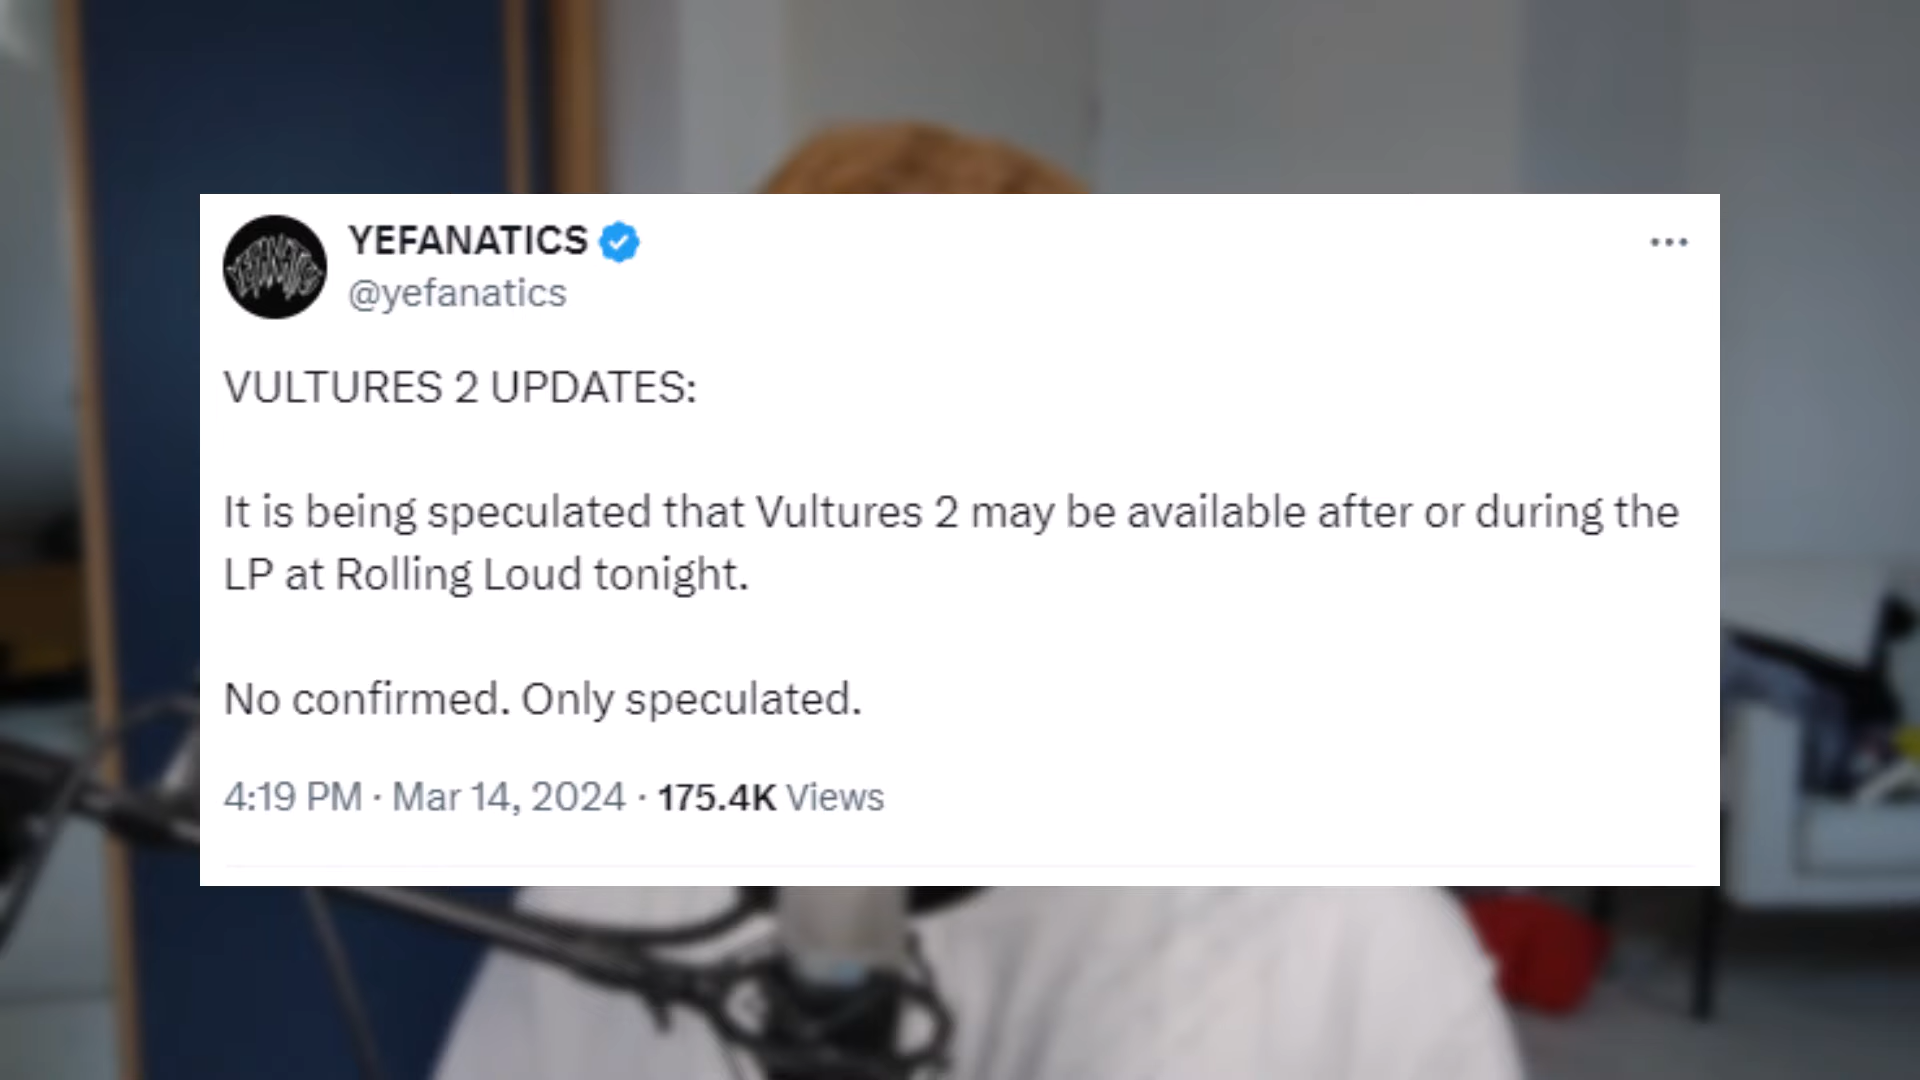 YEFANATICS
@yefanatics
VULTURES 2 UPDATES:
It is being speculated that Vultures 2 may be available after or during the
LP at Rolling Loud tonight.
No confirmed. Only speculated.
4:19 PM · Mar 14, 2024 · 175.4K Views